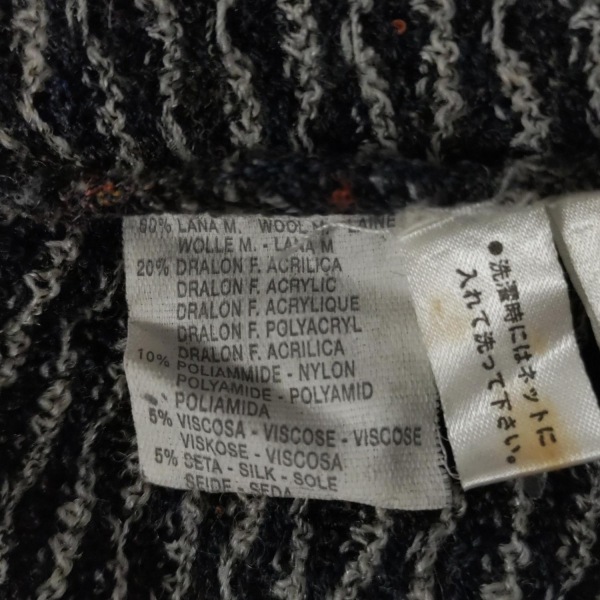 60% LANA M. WOOL M. LAINE
WOLLE M. - LANA M
20% DRALON F. ACRILICA
DRALON F. ACRYLIC
DRALON F. ACRYLIQUE
DRALON F. POLYACRYL
DRALON F. ACRILICA
10% POLIAMMIDE - NYLON
POLYAMIDE - POLYAMID
POLIAMIDA
5% VISCOSA - VISCOSE - VISCOSE
VISKOSE - VISCOSA
5% SETA - SILK - SOLE
SEIDE - SEDA
●洗濯時にはネットに
入れて洗って下さい。